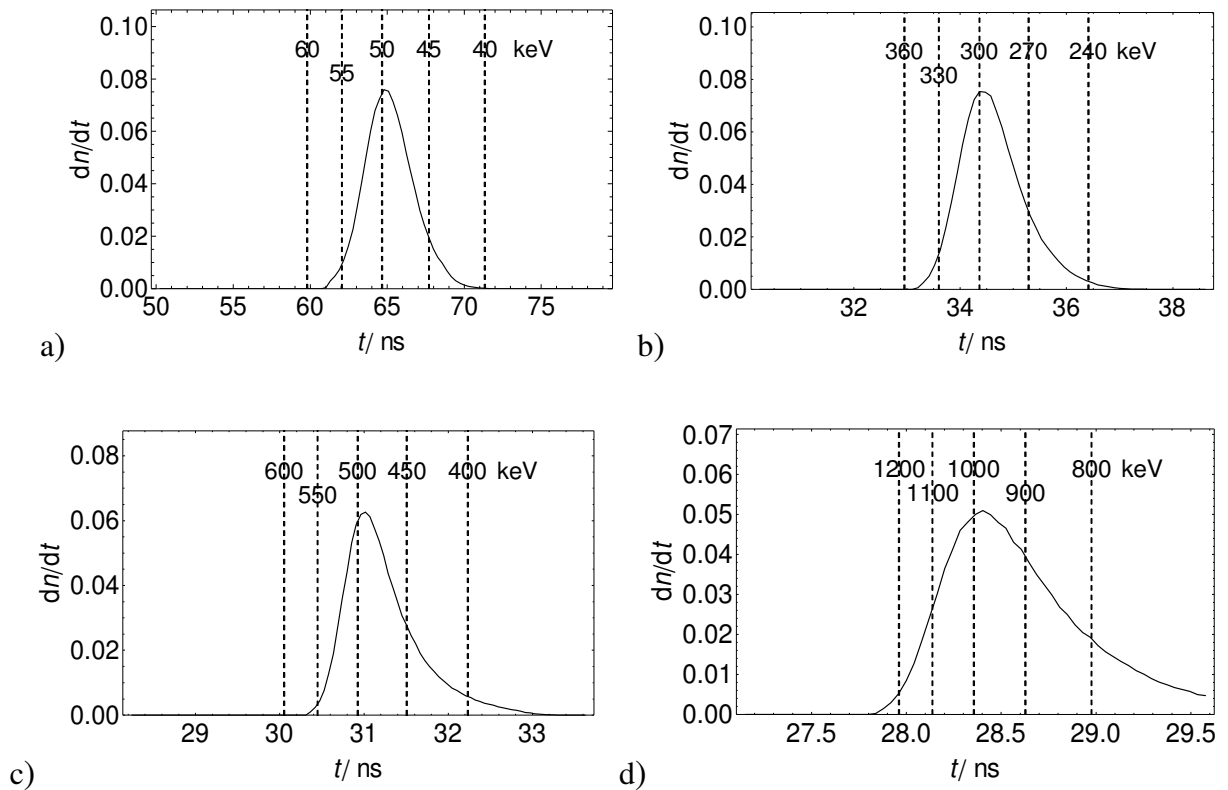 0.10
0.08
0.06
0.04
0.02
0.00
dn/dt
60 50 45 40 keV
55
50 55 60 65 70 75
t/ ns
a)
0.10
0.08
0.06
0.04
0.02
0.00
dn/dt
360 300 270 240 keV
330
32 34 36 38
t/ ns
b)
0.08
0.06
0.04
0.02
0.00
dn/dt
600 500 450 400 keV
550
29 30 31 32 33
t/ ns
c)
0.07
0.06
0.05
0.04
0.03
0.02
0.01
0.00
dn/dt
1200 1000 800 keV
1100 900
27.5 28.0 28.5 29.0 29.5
t/ ns
d)